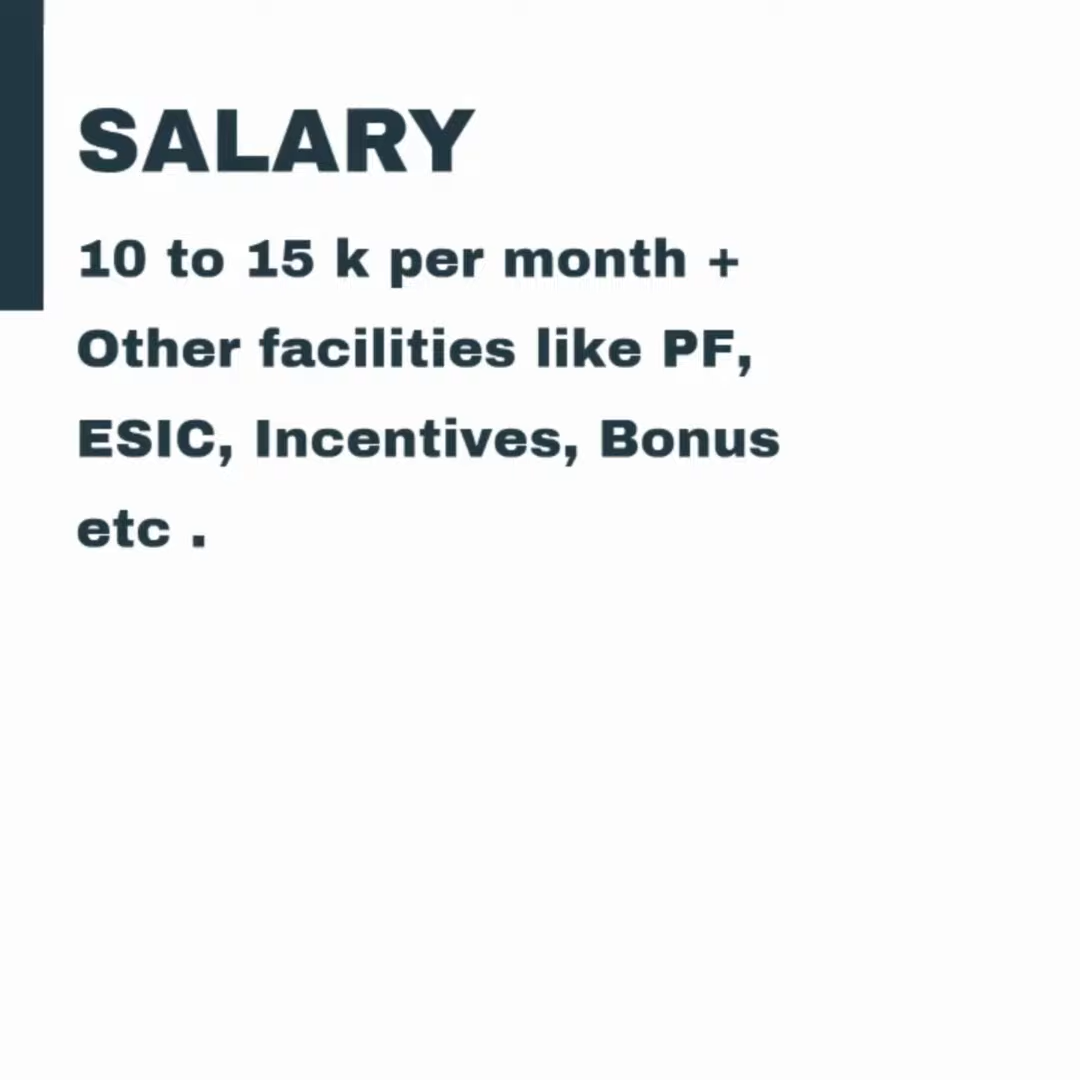 SALARY
10 to 15 k per month +
Other facilities like PF,
ESIC, Incentives, Bonus
etc .